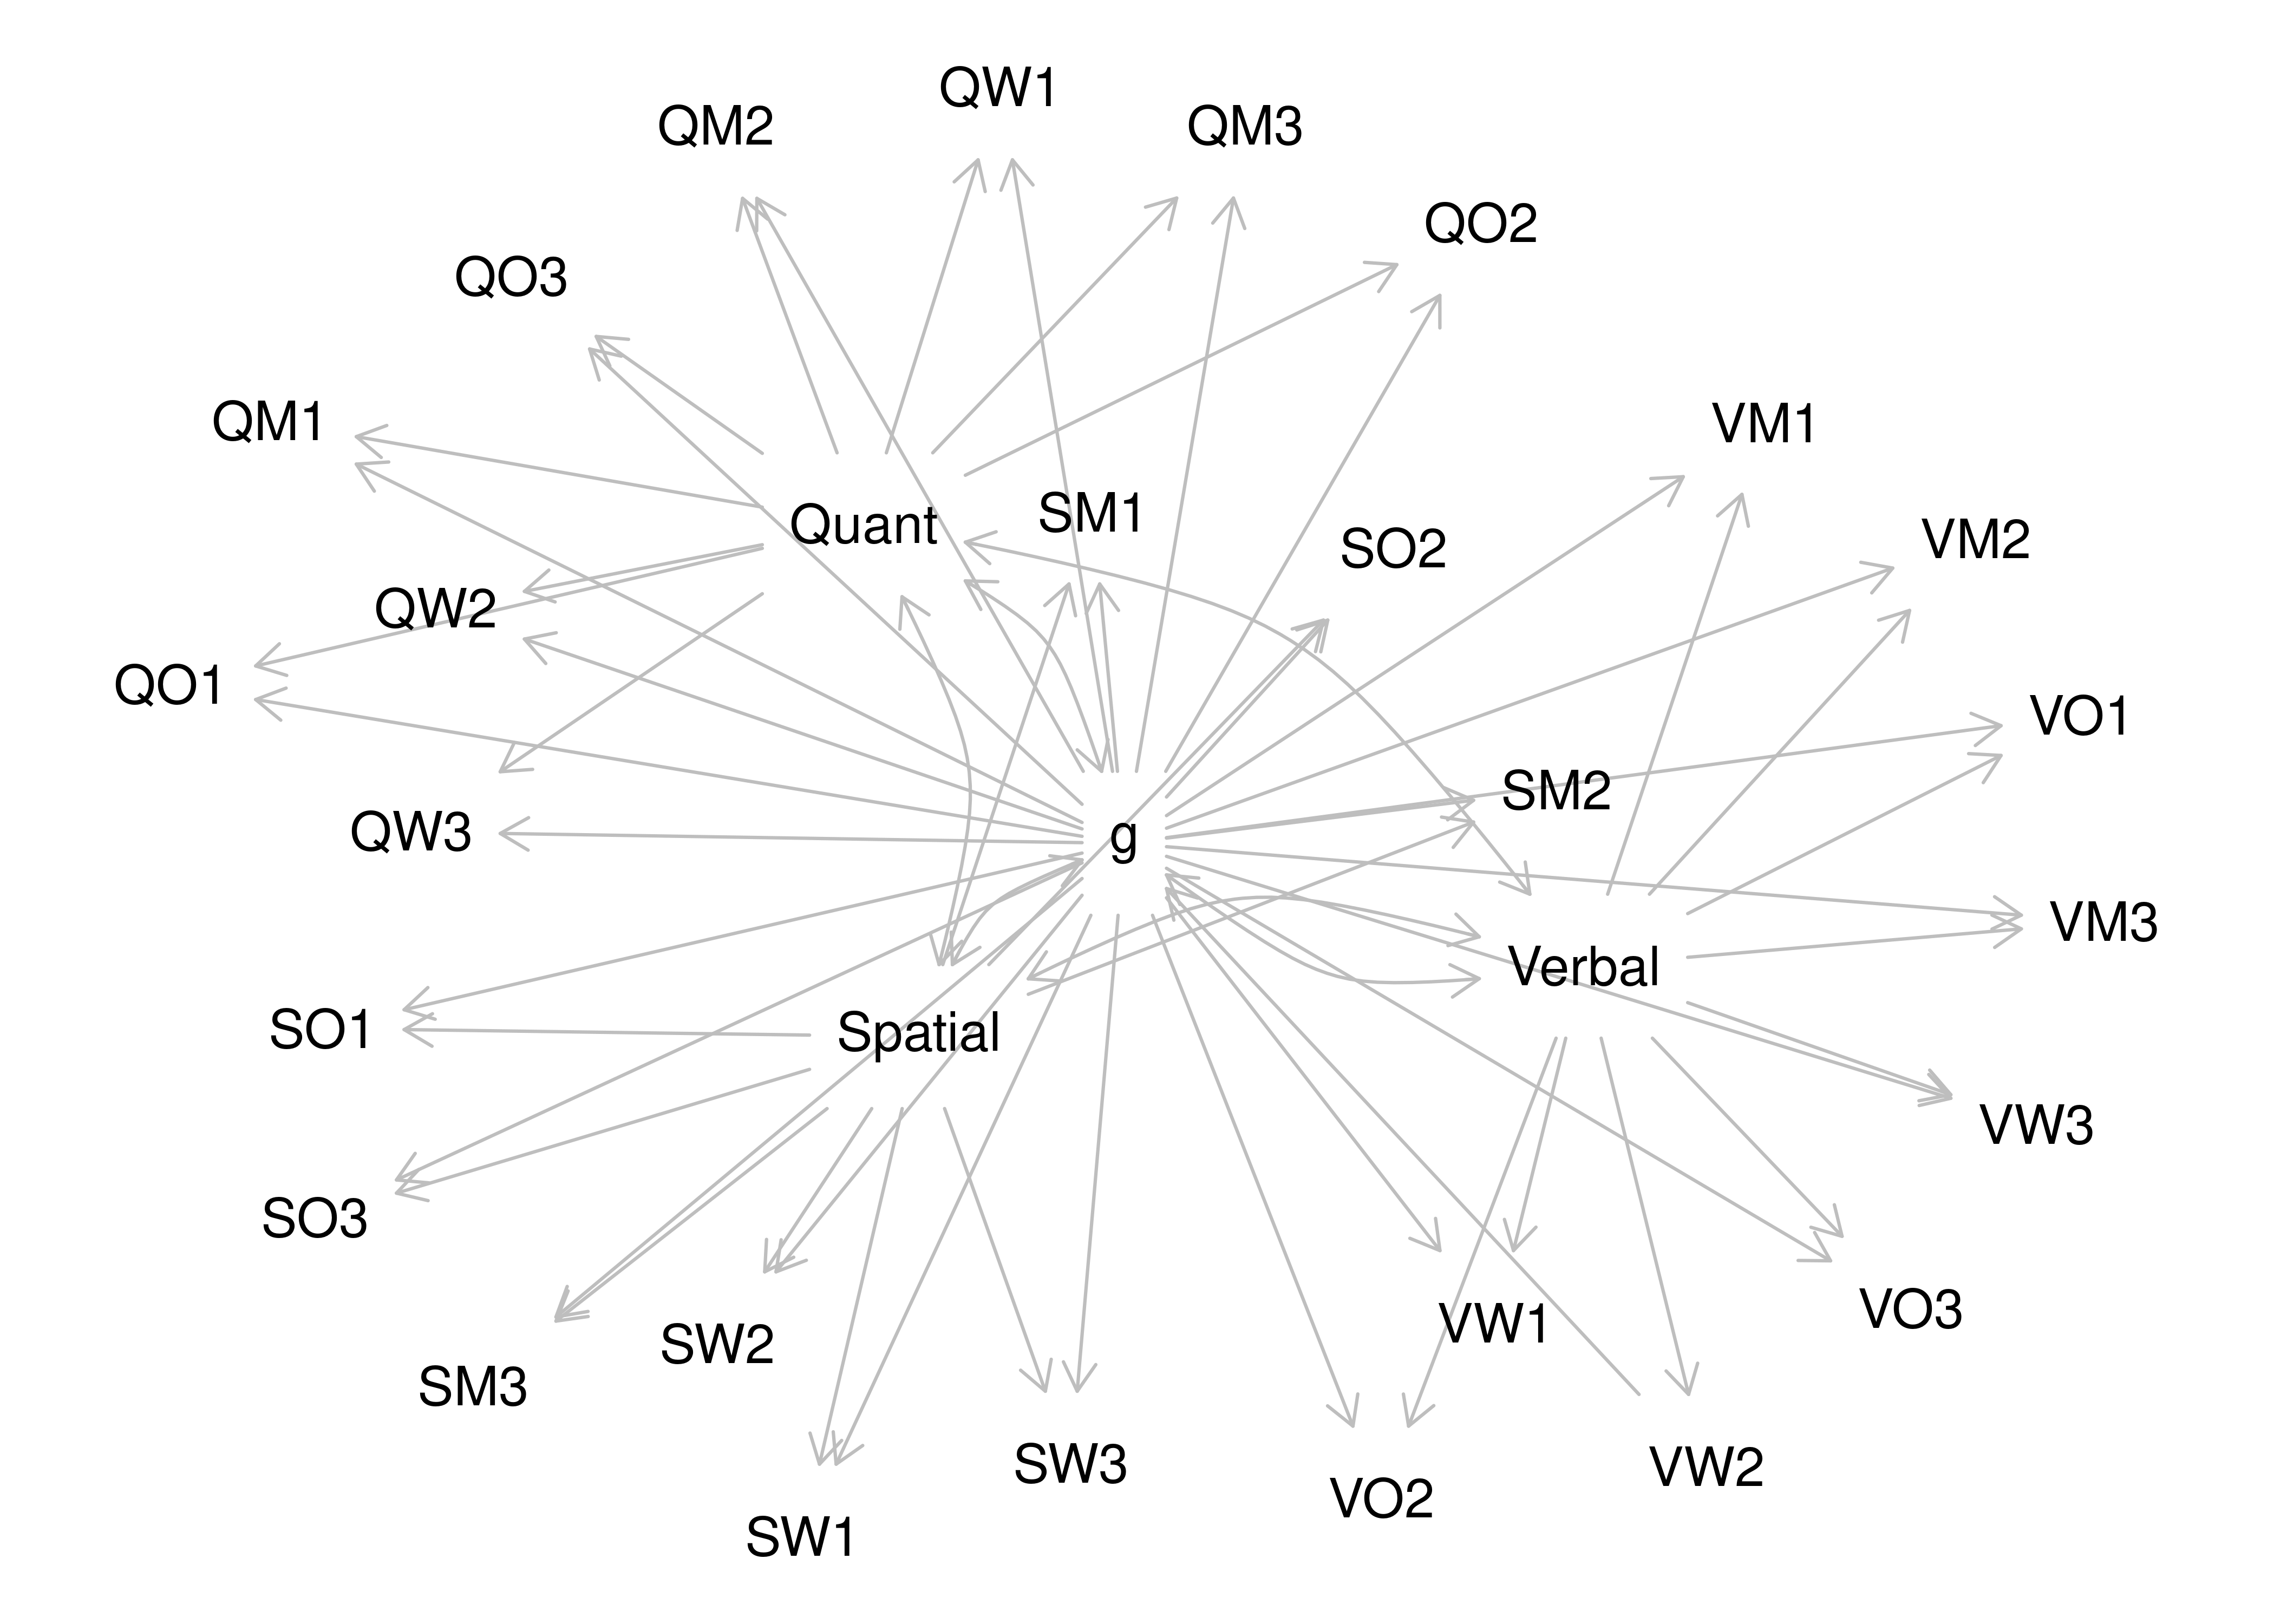 QW1
QM2
QM3
QO2
QO3
QM1
VM1
SM1
Quant
VM2
SO2
QW2
QO1
VO1
SM2
QW3
g
VM3
Verbal
SO1
Spatial
VW3
SO3
VO3
VW1
SW2
SM3
SW3
VW2
VO2
SW1